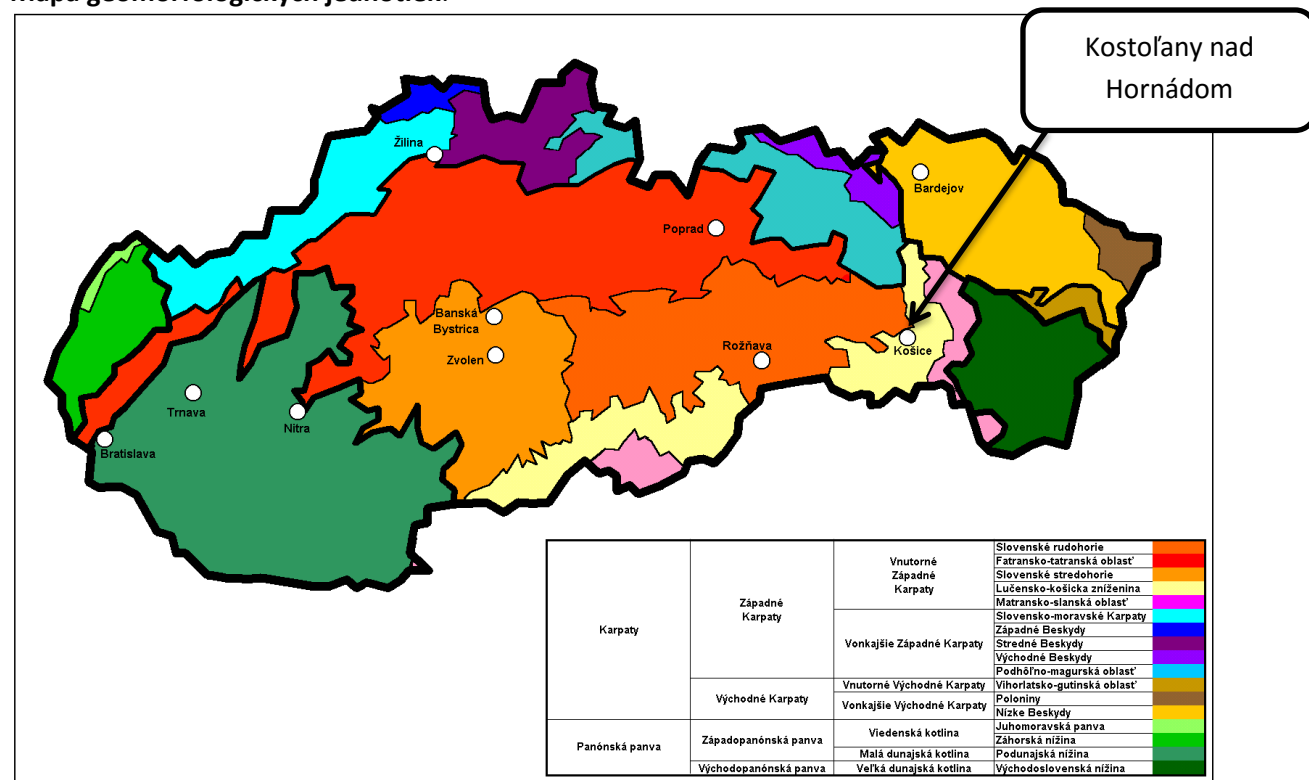 Mapa geomorfologických jednotiek:
Kostoľany nad
Hornádom
Žilina
Bardejov
Poprad
Banská
Bystrica
Zvolen
Rožňava
Košice
Trnava
Nitra
Bratislava
Karpaty
Západné
Karpaty
Vnutorné
Západné
Karpaty
Slovenské rudohorie
Fatransko-tatranská oblasť
Slovenské stredohorie
Lučensko-košicka zníženina
Matransko-slanská oblasť
Vonkajšie Západné Karpaty
Slovensko-moravské Karpaty
Západné Beskydy
Stredné Beskydy
Východné Beskydy
Podhôľno-magurská oblasť
Východné Karpaty
Vnutorné Východné Karpaty
Vihorlatsko-gutinská oblasť
Vonkajšie Východné Karpaty
Poloniny
Nízke Beskydy
Panónská panva
Západopanónská panva
Viedenská kotlina
Juhomoravská panva
Záhorská nížina
Malá dunajská kotlina
Podunajská nížina
Východopanónská panva
Veľká dunajská kotlina
Východoslovenská nížina